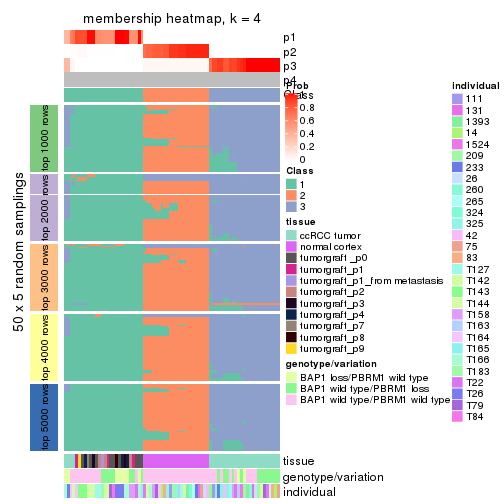 membership heatmap, k = 4
p1
p2
p3
p4
Class
50 x 5 random samplings
top 1000 rows
top 2000 rows
top 3000 rows
top 4000 rows
top 5000 rows
tissue
genotype/variation
individual
Prob
1
0.8
0.6
0.4
0.2
0
Class
1
2
3
tissue
ccRCC tumor
normal cortex
tumorgraft_p0
tumorgraft_p1
tumorgraft_p1_from metastasis
tumorgraft_p2
tumorgraft_p3
tumorgraft_p4
tumorgraft_p7
tumorgraft_p8
tumorgraft_p9
genotype/variation
BAP1 loss/PBRM1 wild type
BAP1 wild type/PBRM1 loss
BAP1 wild type/PBRM1 wild type
individual
111
131
1393
14
1524
209
233
26
260
265
324
325
42
75
83
T127
T142
T143
T144
T158
T163
T164
T165
T166
T183
T22
T26
T79
T84